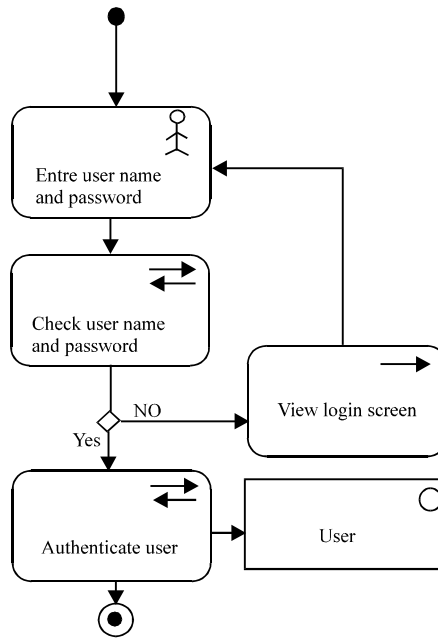 Entre user name
and password
Check user name
and password
NO
View login screen
Yes
Authenticate user
User